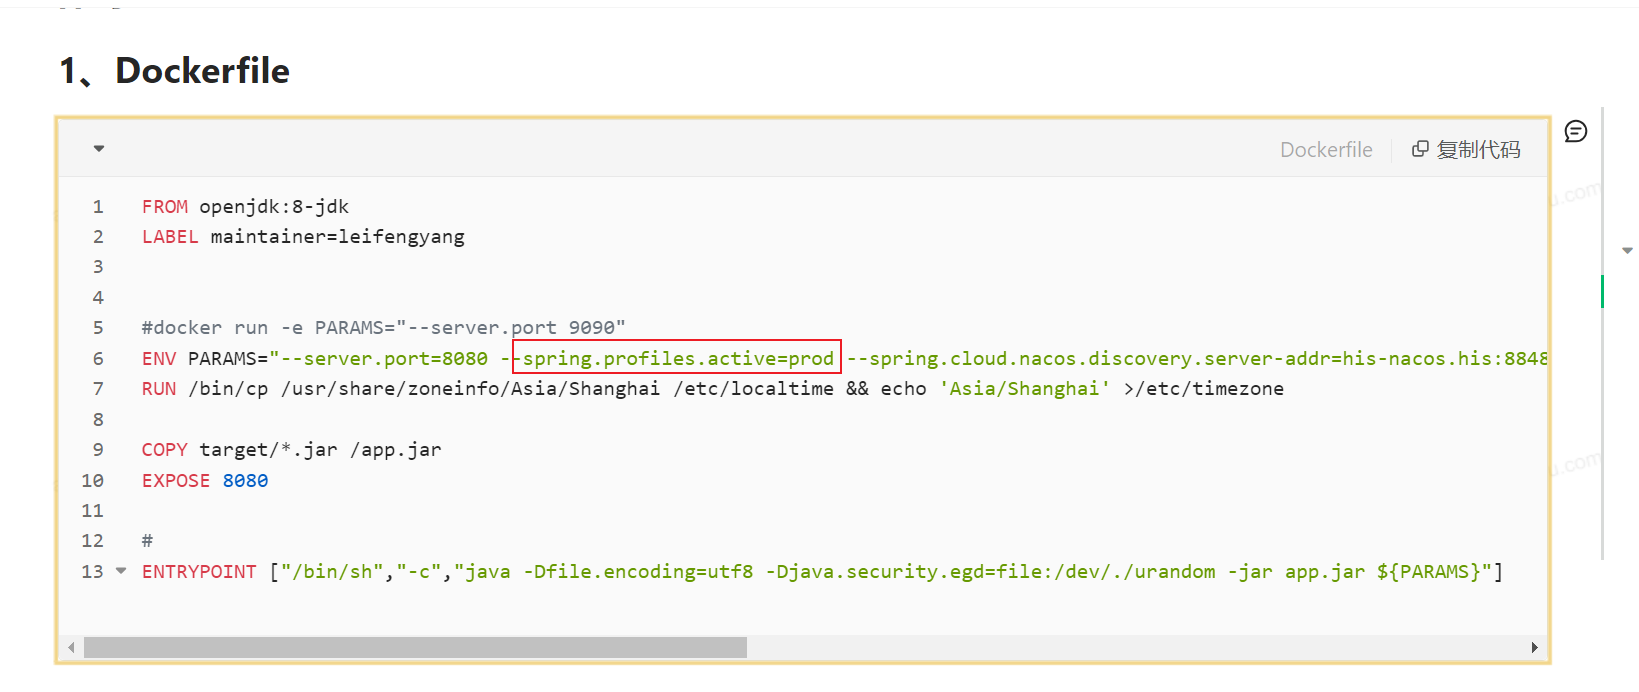 1、Dockerfile
Dockerfile 复制代码
1 FROM openjdk:8-jdk
2 LABEL maintainer=leifengyang
3
4
5 #docker run -e PARAMS="--server.port 9090"
6 ENV PARAMS="--server.port=8080 --spring.profiles.active=prod --spring.cloud.nacos.discovery.server-addr=his-nacos.his:8848
7 RUN /bin/cp /usr/share/zoneinfo/Asia/Shanghai /etc/localtime && echo 'Asia/Shanghai' >/etc/timezone
8
9 COPY target/*.jar /app.jar
10 EXPOSE 8080
11
12 #
13 ENTRYPOINT ["/bin/sh","-c","java -Dfile.encoding=utf8 -Djava.security.egd=file:/dev/./urandom -jar app.jar ${PARAMS}"]
u.com
u.com